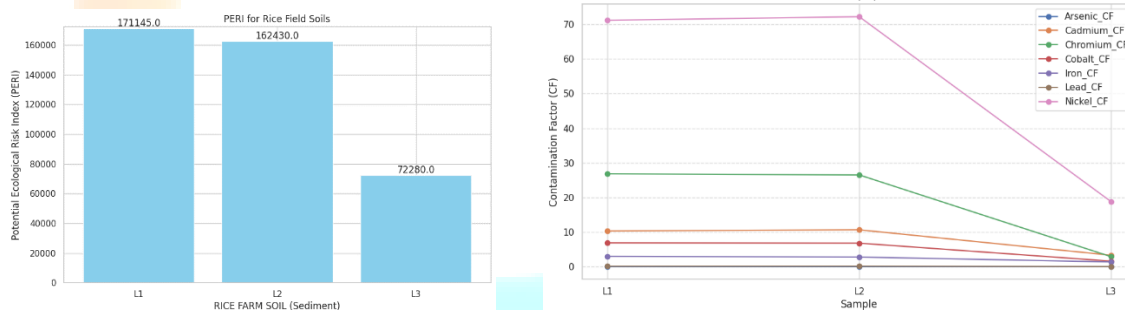 PERI for Rice Field Soils
171145.0
162430.0
72280.0
160000
140000
120000
100000
80000
60000
40000
20000
0
Potential Ecological Risk Index (PERI)
L1
L2
L3
RICE FARM SOIL (Sediment)
70
60
50
40
30
20
10
0
Contamination Factor (CF)
Arsenic_CF
Cadmium_CF
Chromium_CF
Cobalt_CF
Iron_CF
Lead_CF
Nickel_CF
L1
L2
L3
Sample